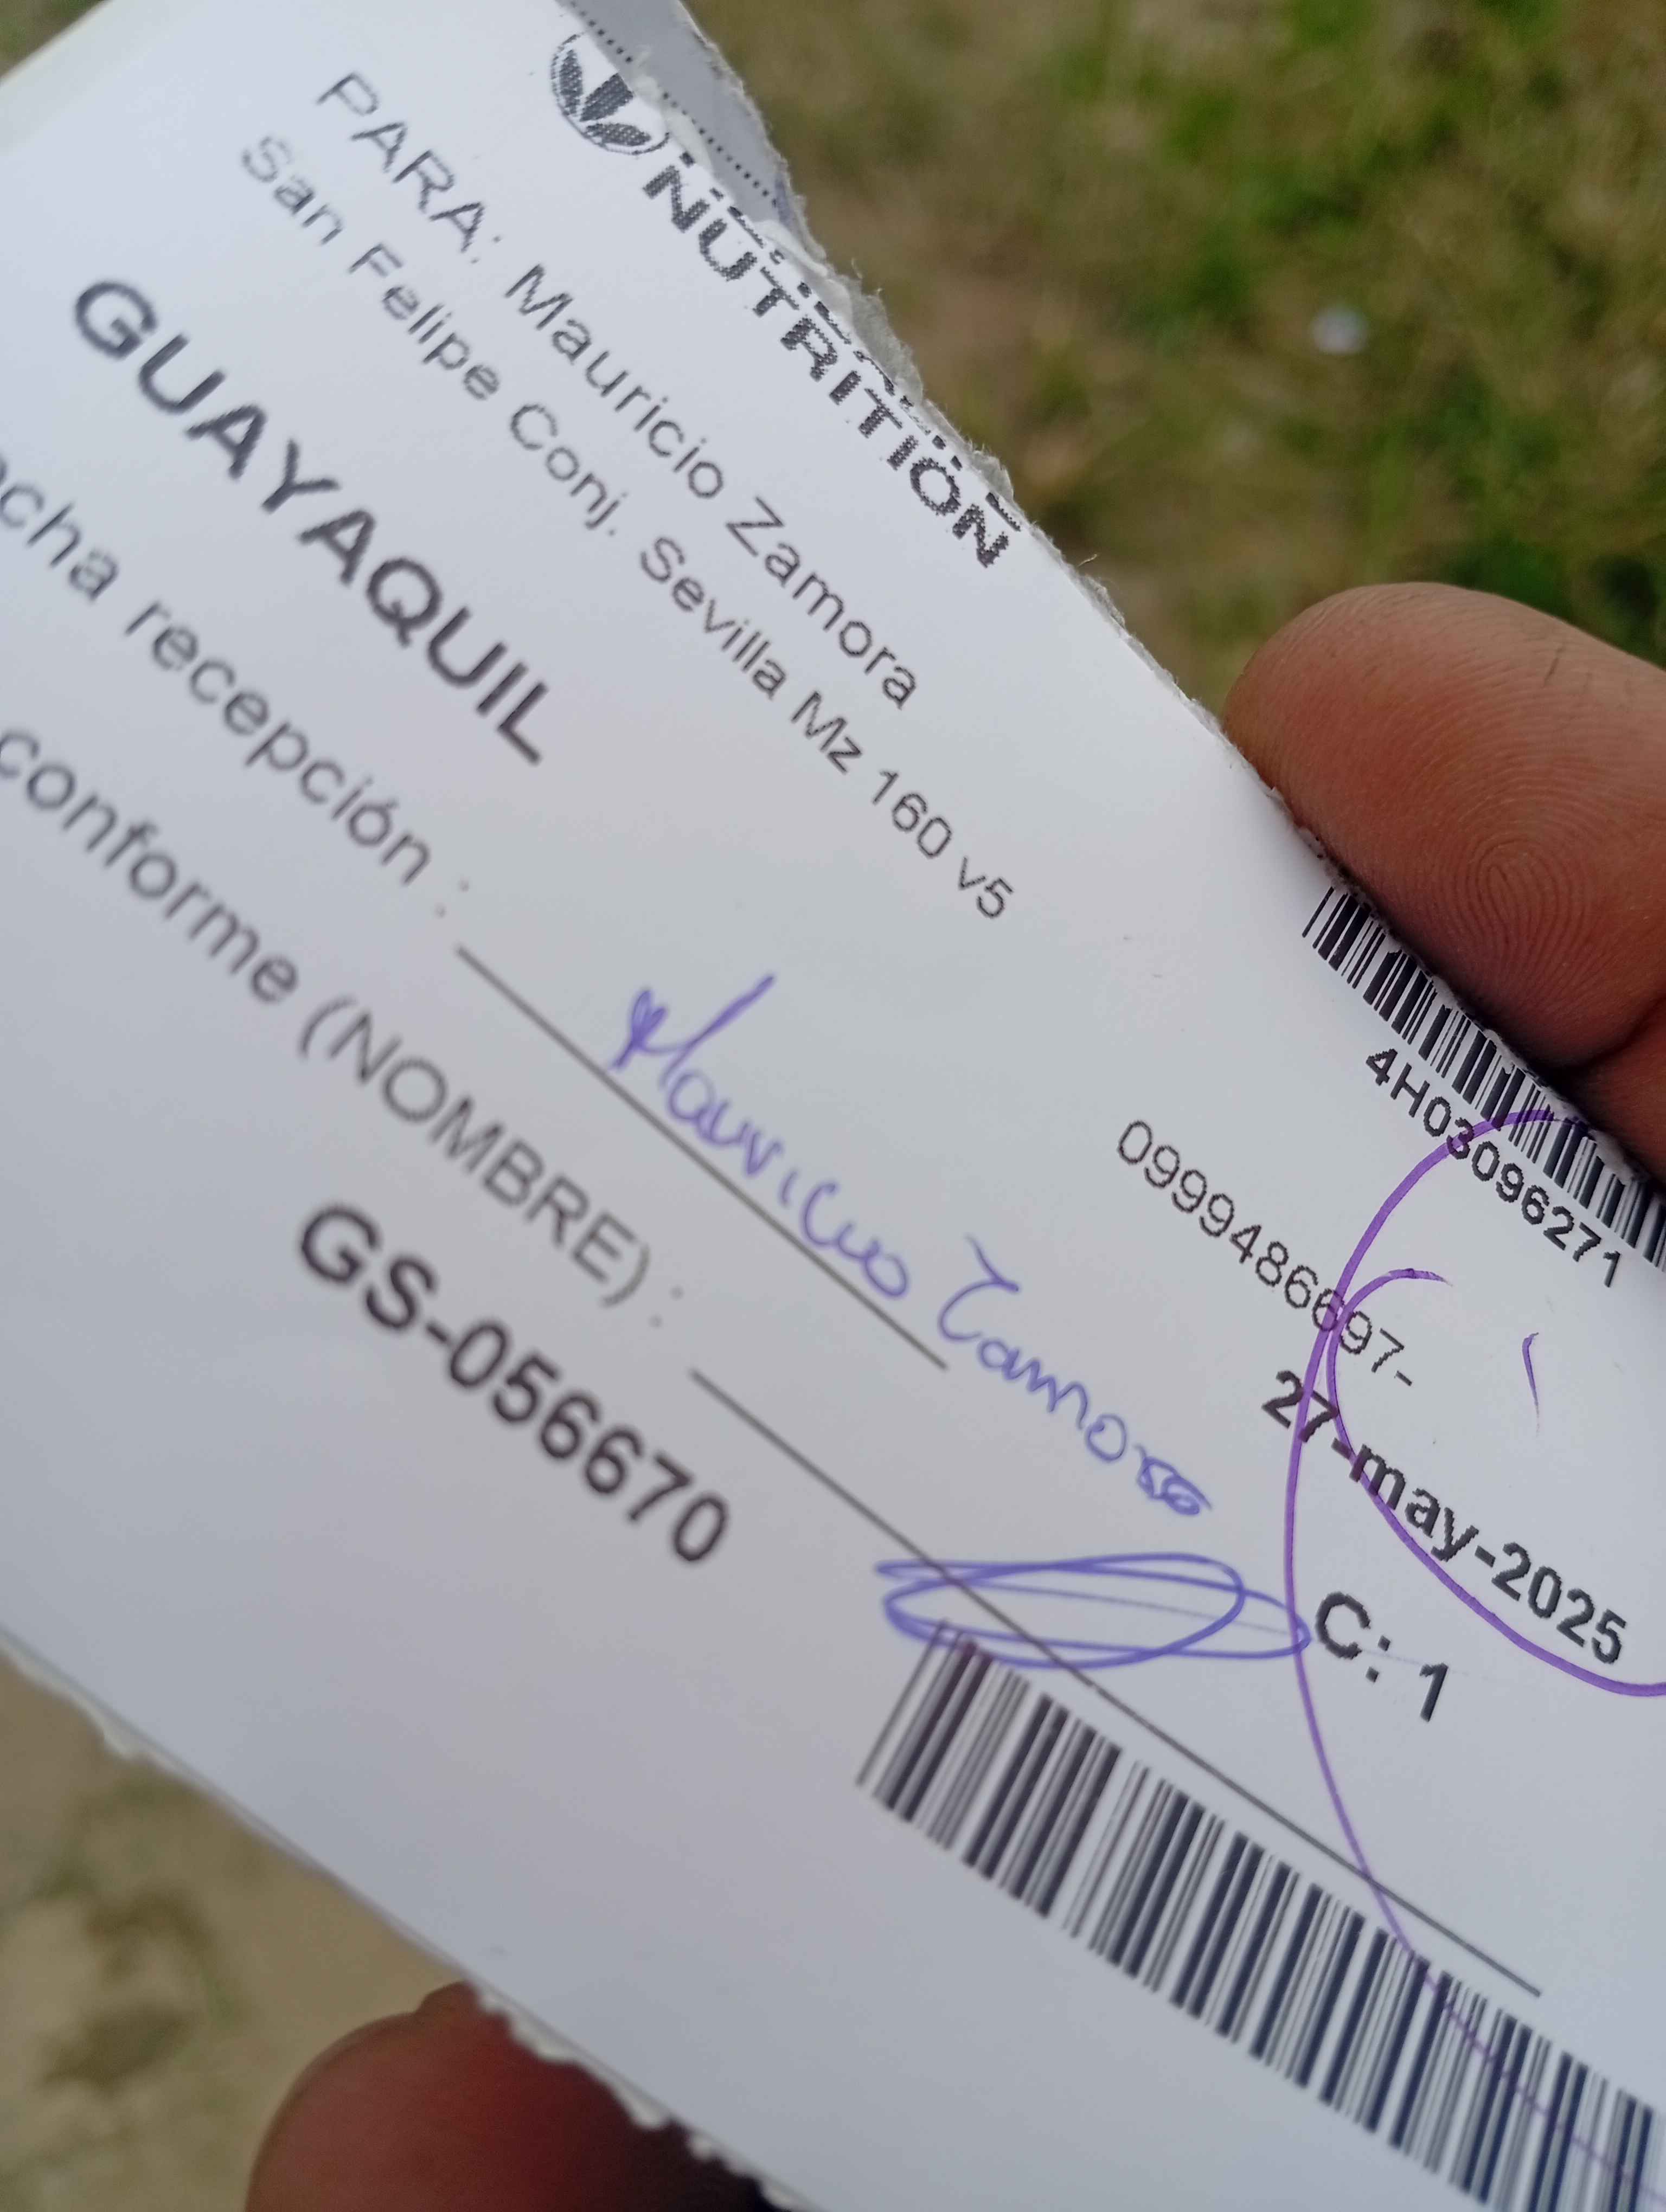 NUTRITION
4H03096271
PARA: Mauricio Zamora
0999486697-
San Felipe Conj. Sevilla Mz 160 v5
27-may-2025
GUAYAQUIL
C: 1
echa recepción :
Mauricio Zamora
conforme (NOMBRE) :
GS-056670